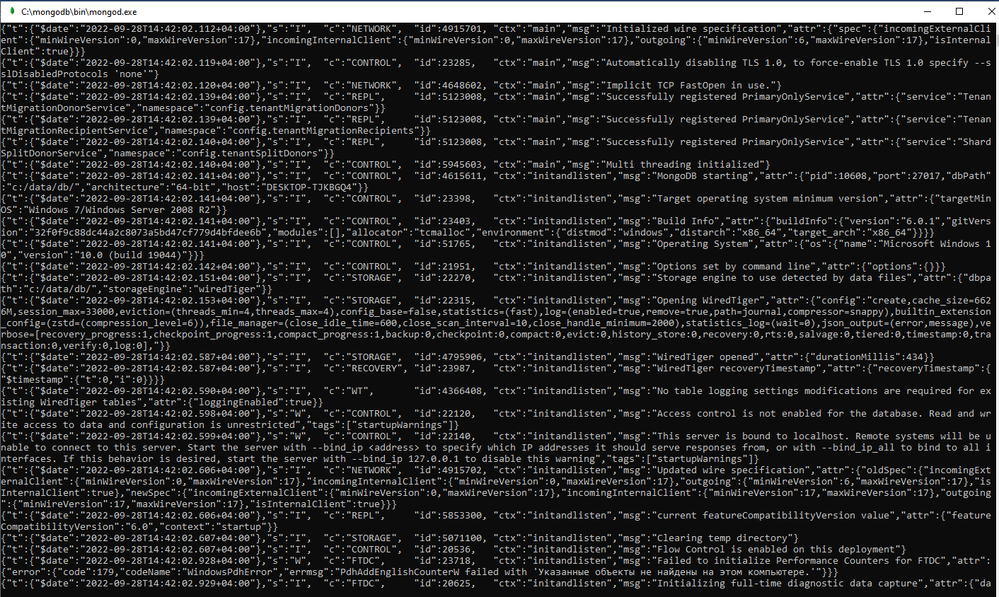 C:\mongodb\bin\mongod.exe
{"t":{"$date":"2022-09-28T14:42:02.112+04:00"},"s":"I",  "c":"NETWORK",  "id":4915701, "ctx":"main","msg":"Initialized wire specification","attr":{"spec":{"incomingExternalCli
ent":{"minWireVersion":0,"maxWireVersion":17},"incomingInternalClient":{"minWireVersion":0,"maxWireVersion":17},"outgoing":{"minWireVersion":6,"maxWireVersion":17},"isInternal
Client":true}}}
{"t":{"$date":"2022-09-28T14:42:02.119+04:00"},"s":"I",  "c":"CONTROL",  "id":23285,   "ctx":"main","msg":"Automatically disabling TLS 1.0, to force-enable TLS 1.0 specify --s
slDisabledProtocols 'none'"}
{"t":{"$date":"2022-09-28T14:42:02.120+04:00"},"s":"I",  "c":"NETWORK",  "id":4648602, "ctx":"main","msg":"Implicit TCP FastOpen in use."}
{"t":{"$date":"2022-09-28T14:42:02.139+04:00"},"s":"I",  "c":"REPL",     "id":5123008, "ctx":"main","msg":"Successfully registered PrimaryOnlyService","attr":{"service":"Tenan
tMigrationDonorService","namespace":"config.tenantMigrationDonors"}}
{"t":{"$date":"2022-09-28T14:42:02.139+04:00"},"s":"I",  "c":"REPL",     "id":5123008, "ctx":"main","msg":"Successfully registered PrimaryOnlyService","attr":{"service":"Tenan
tMigrationRecipientService","namespace":"config.tenantMigrationRecipients"}}
{"t":{"$date":"2022-09-28T14:42:02.140+04:00"},"s":"I",  "c":"REPL",     "id":5123008, "ctx":"main","msg":"Successfully registered PrimaryOnlyService","attr":{"service":"Shard
SplitDonorService","namespace":"config.tenantSplitDonors"}}
{"t":{"$date":"2022-09-28T14:42:02.140+04:00"},"s":"I",  "c":"CONTROL",  "id":5945603, "ctx":"main","msg":"Multi threading initialized"}
{"t":{"$date":"2022-09-28T14:42:02.141+04:00"},"s":"I",  "c":"CONTROL",  "id":4615611, "ctx":"initandlisten","msg":"MongoDB starting","attr":{"pid":10608,"port":27017,"dbPath"
:"c:/data/db/","architecture":"64-bit","host":"DESKTOP-TJKBGQ4"}}
{"t":{"$date":"2022-09-28T14:42:02.141+04:00"},"s":"I",  "c":"CONTROL",  "id":23398,   "ctx":"initandlisten","msg":"Target operating system minimum version","attr":{"targetMin
OS":"Windows 7/Windows Server 2008 R2"}}
{"t":{"$date":"2022-09-28T14:42:02.141+04:00"},"s":"I",  "c":"CONTROL",  "id":23403,   "ctx":"initandlisten","msg":"Build Info","attr":{"buildInfo":{"version":"6.0.1","gitVers
ion":"32f0f9c88dc44a2c8073a5bd47cf779d4bfdee6b","modules":[],"allocator":"tcmalloc","environment":{"distmod":"windows","distarch":"x86_64","target_arch":"x86_64"}}}}
{"t":{"$date":"2022-09-28T14:42:02.141+04:00"},"s":"I",  "c":"CONTROL",  "id":51765,   "ctx":"initandlisten","msg":"Operating System","attr":{"os":{"name":"Microsoft Windows 1
0","version":"10.0 (build 19044)"}}}
{"t":{"$date":"2022-09-28T14:42:02.142+04:00"},"s":"I",  "c":"CONTROL",  "id":21951,   "ctx":"initandlisten","msg":"Options set by command line","attr":{"options":{}}}
{"t":{"$date":"2022-09-28T14:42:02.151+04:00"},"s":"I",  "c":"STORAGE",  "id":22270,   "ctx":"initandlisten","msg":"Storage engine to use detected by data files","attr":{"dbpa
th":"c:/data/db/","storageEngine":"wiredTiger"}}
{"t":{"$date":"2022-09-28T14:42:02.153+04:00"},"s":"I",  "c":"STORAGE",  "id":22315,   "ctx":"initandlisten","msg":"Opening WiredTiger","attr":{"config":"create,cache_size=662
6M,session_max=33000,eviction=(threads_min=4,threads_max=4),config_base=false,statistics=(fast),log=(enabled=true,remove=true,path=journal,compressor=snappy),builtin_extension
_config=(zstd=(compression_level=6)),file_manager=(close_idle_time=600,close_scan_interval=10,close_handle_minimum=2000),statistics_log=(wait=0),json_output=(error,message),ve
rbose=[recovery_progress:1,checkpoint_progress:1,compact_progress:1,backup:0,checkpoint:0,compact:0,evict:0,history_store:0,recovery:0,rts:0,salvage:0,tiered:0,timestamp:0,tra
nsaction:0,verify:0,log:0],"}}
{"t":{"$date":"2022-09-28T14:42:02.587+04:00"},"s":"I",  "c":"STORAGE",  "id":4795906, "ctx":"initandlisten","msg":"WiredTiger opened","attr":{"durationMillis":434}}
{"t":{"$date":"2022-09-28T14:42:02.587+04:00"},"s":"I",  "c":"RECOVERY", "id":23987,   "ctx":"initandlisten","msg":"WiredTiger recoveryTimestamp","attr":{"recoveryTimestamp":{
"$timestamp":{"t":0,"i":0}}}}
{"t":{"$date":"2022-09-28T14:42:02.590+04:00"},"s":"I",  "c":"WT",       "id":4366408, "ctx":"initandlisten","msg":"No table logging settings modifications are required for ex
isting WiredTiger tables","attr":{"loggingEnabled":true}}
{"t":{"$date":"2022-09-28T14:42:02.598+04:00"},"s":"W",  "c":"CONTROL",  "id":22120,   "ctx":"initandlisten","msg":"Access control is not enabled for the database. Read and wr
ite access to data and configuration is unrestricted","tags":["startupWarnings"]}
{"t":{"$date":"2022-09-28T14:42:02.599+04:00"},"s":"W",  "c":"CONTROL",  "id":22140,   "ctx":"initandlisten","msg":"This server is bound to localhost. Remote systems will be u
nable to connect to this server. Start the server with --bind_ip <address> to specify which IP addresses it should serve responses from, or with --bind_ip_all to bind to all i
nterfaces. If this behavior is desired, start the server with --bind_ip 127.0.0.1 to disable this warning","tags":["startupWarnings"]}
{"t":{"$date":"2022-09-28T14:42:02.606+04:00"},"s":"I",  "c":"NETWORK",  "id":4915702, "ctx":"initandlisten","msg":"Updated wire specification","attr":{"oldSpec":{"incomingExt
ernalClient":{"minWireVersion":0,"maxWireVersion":17},"incomingInternalClient":{"minWireVersion":0,"maxWireVersion":17},"outgoing":{"minWireVersion":6,"maxWireVersion":17},"is
InternalClient":true},"newSpec":{"incomingExternalClient":{"minWireVersion":0,"maxWireVersion":17},"incomingInternalClient":{"minWireVersion":17,"maxWireVersion":17},"outgoing
":{"minWireVersion":17,"maxWireVersion":17},"isInternalClient":true}}}
{"t":{"$date":"2022-09-28T14:42:02.606+04:00"},"s":"I",  "c":"REPL",     "id":5853300, "ctx":"initandlisten","msg":"current featureCompatibilityVersion value","attr":{"feature
CompatibilityVersion":"6.0","context":"startup"}}
{"t":{"$date":"2022-09-28T14:42:02.607+04:00"},"s":"I",  "c":"STORAGE",  "id":5071100, "ctx":"initandlisten","msg":"Clearing temp directory"}
{"t":{"$date":"2022-09-28T14:42:02.607+04:00"},"s":"I",  "c":"CONTROL",  "id":20536,   "ctx":"initandlisten","msg":"Flow Control is enabled on this deployment"}
{"t":{"$date":"2022-09-28T14:42:02.928+04:00"},"s":"W",  "c":"FTDC",     "id":23718,   "ctx":"initandlisten","msg":"Failed to initialize Performance Counters for FTDC","attr":
{"error":{"code":179,"codeName":"WindowsPdhError","errmsg":"PdhAddEnglishCounterW failed with 'Указанные объекты не найдены на этом компьютере.'"}}}
{"t":{"$date":"2022-09-28T14:42:02.929+04:00"},"s":"I",  "c":"FTDC",     "id":20625,   "ctx":"initandlisten","msg":"Initializing full-time diagnostic data capture","attr":{"da